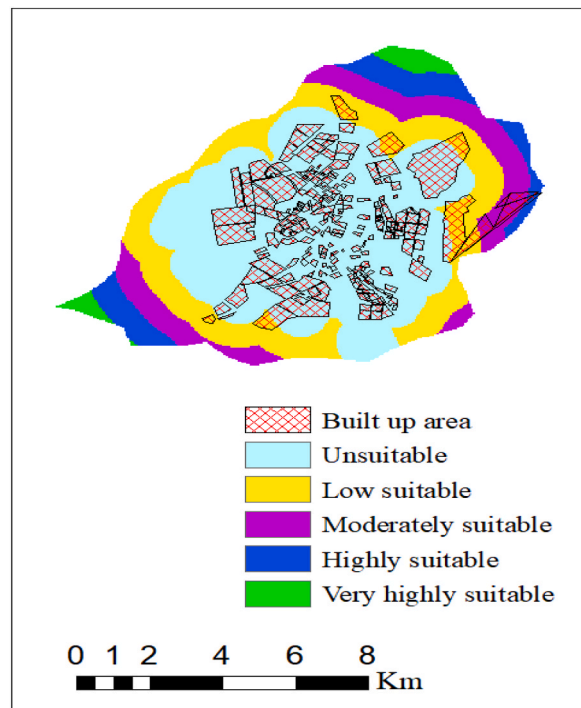 Built up area
Unsuitable
Low suitable
Moderately suitable
Highly suitable
Very highly suitable
0 1 2 4 6 8
Km